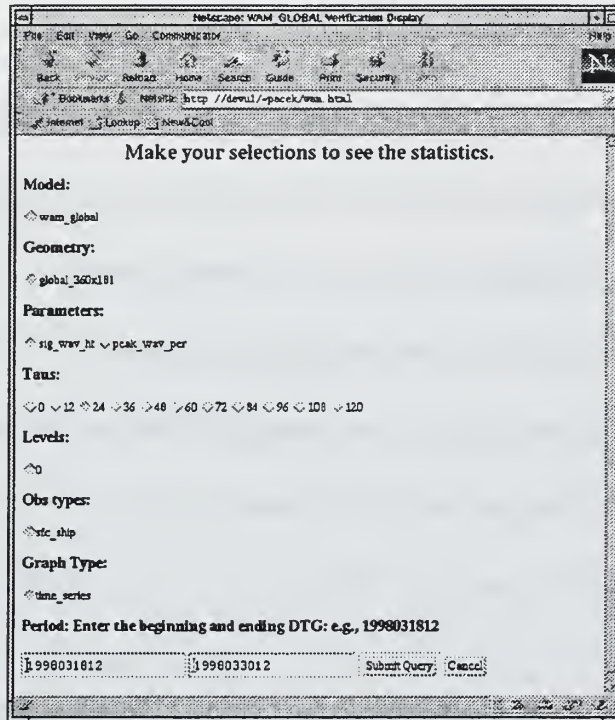 Netscape: WAM_GLOBAL Verification Display
File Edit View Go Communicator Help
Back Reload Home Search Guide Print Security
Bookmarks Netsite: http://devul/~pacek/wam.html
Internet Lookup New&Cool
Make your selections to see the statistics.
Model:
wam_global
Geometry:
global_360x181
Parameters:
sig_wav_ht peak_wav_per
Taus:
0 12 24 36 48 60 72 84 96 108 120
Levels:
0
Obs types:
sfc_ship
Graph Type:
time_series
Period: Enter the beginning and ending DTG: e.g., 1998031812
1998031812 1998033012 Submit Query Cancel